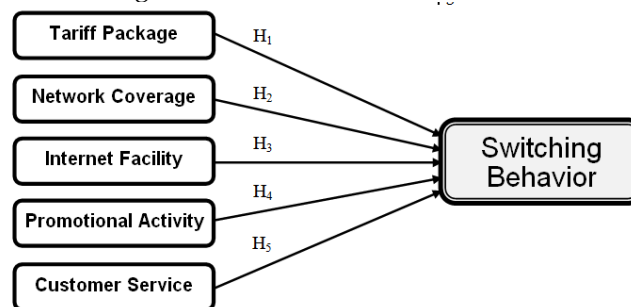 Tariff Package
H1
Network Coverage
H2
Internet Facility
H3
Switching
Behavior
Promotional Activity
H4
Customer Service
H5